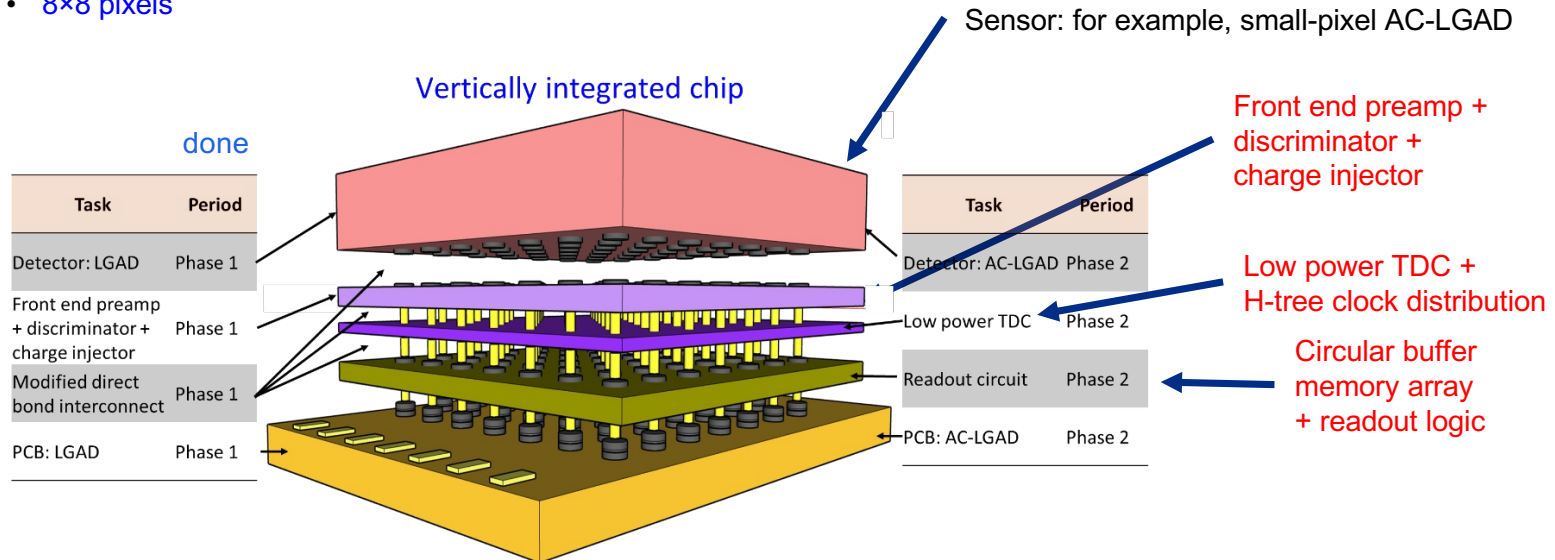 • 8×8 pixels
Sensor: for example, small-pixel AC-LGAD
Vertically integrated chip
Front end preamp +
discriminator +
charge injector
done
Task Period
Detector: LGAD Phase 1
Front end preamp
+ discriminator +
charge injector
Phase 1
Modified direct
bond interconnect
Phase 1
PCB: LGAD Phase 1
Task Period
Detector: AC-LGAD Phase 2
Low power TDC Phase 2
Readout circuit Phase 2
PCB: AC-LGAD Phase 2
Low power TDC +
H-tree clock distribution
Circular buffer
memory array
+ readout logic